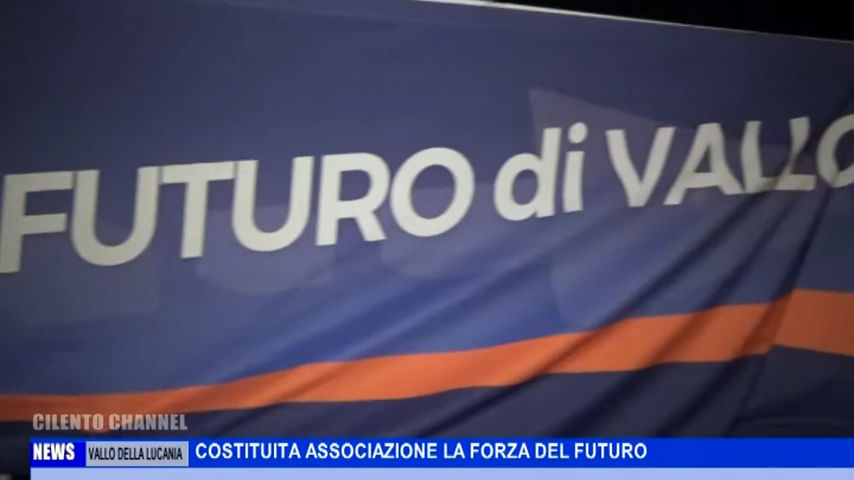 FUTURO di VALLO
CILENTO CHANNEL
NEWS VALLO DELLA LUCANIA COSTITUITA ASSOCIAZIONE LA FORZA DEL FUTURO